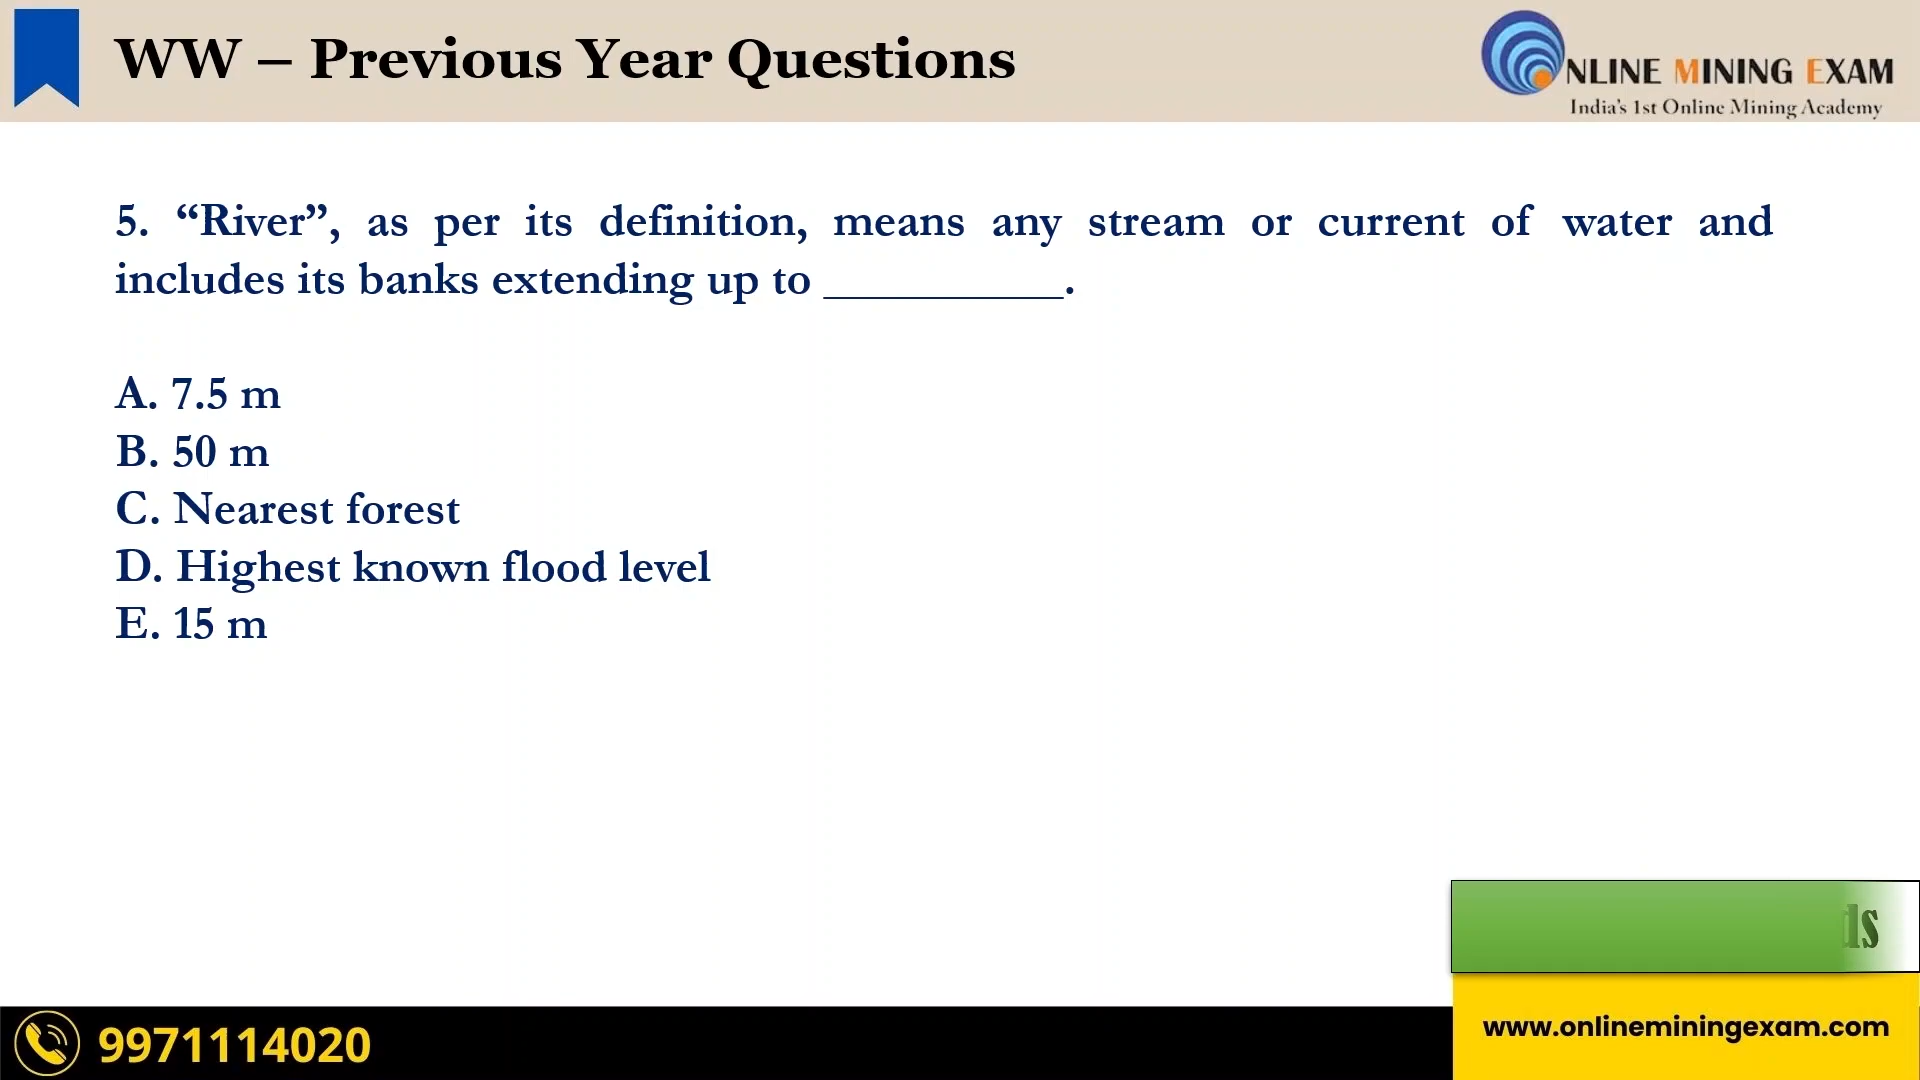 WW – Previous Year Questions
NLINE MINING EXAM
India's 1st Online Mining Academy
5. “River”, as per its definition, means any stream or current of water and
includes its banks extending up to __________.
A. 7.5 m
B. 50 m
C. Nearest forest
D. Highest known flood level
E. 15 m
9971114020
www.onlineminingexam.com